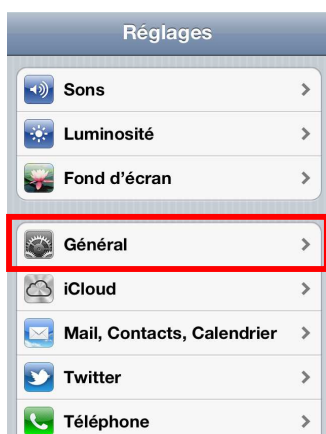 Réglages
Sons
Luminosité
Fond d'écran
Général
iCloud
Mail, Contacts, Calendrier
Twitter
Téléphone